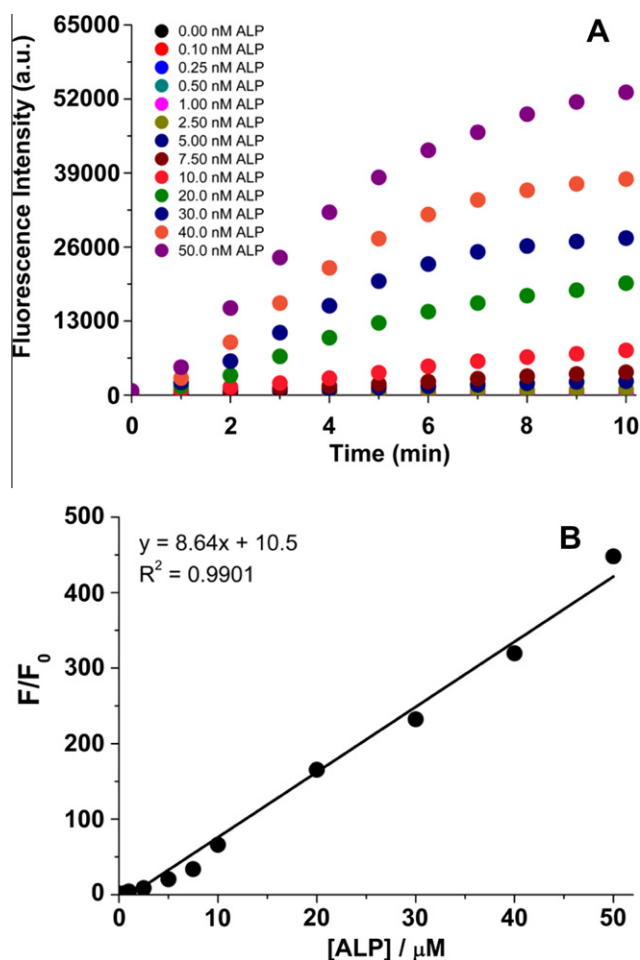 A
65000
52000
39000
26000
13000
0
Fluorescence Intensity (a.u.)
0.00 nM ALP
0.10 nM ALP
0.25 nM ALP
0.50 nM ALP
1.00 nM ALP
2.50 nM ALP
5.00 nM ALP
7.50 nM ALP
10.0 nM ALP
20.0 nM ALP
30.0 nM ALP
40.0 nM ALP
50.0 nM ALP
0 2 4 6 8 10
Time (min)
B
500
400
300
200
100
0
F/F₀
y = 8.64x + 10.5
R² = 0.9901
0 10 20 30 40 50
[ALP] / μM